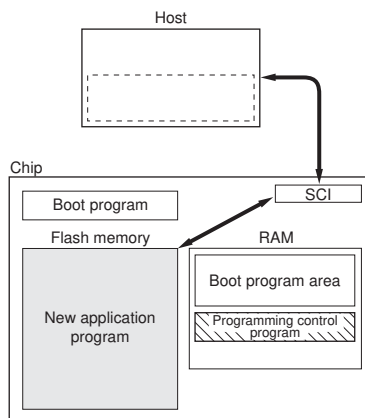 Host
Chip
SCI
Boot program
Flash memory
RAM
Boot program area
New application
program
Programming control
program